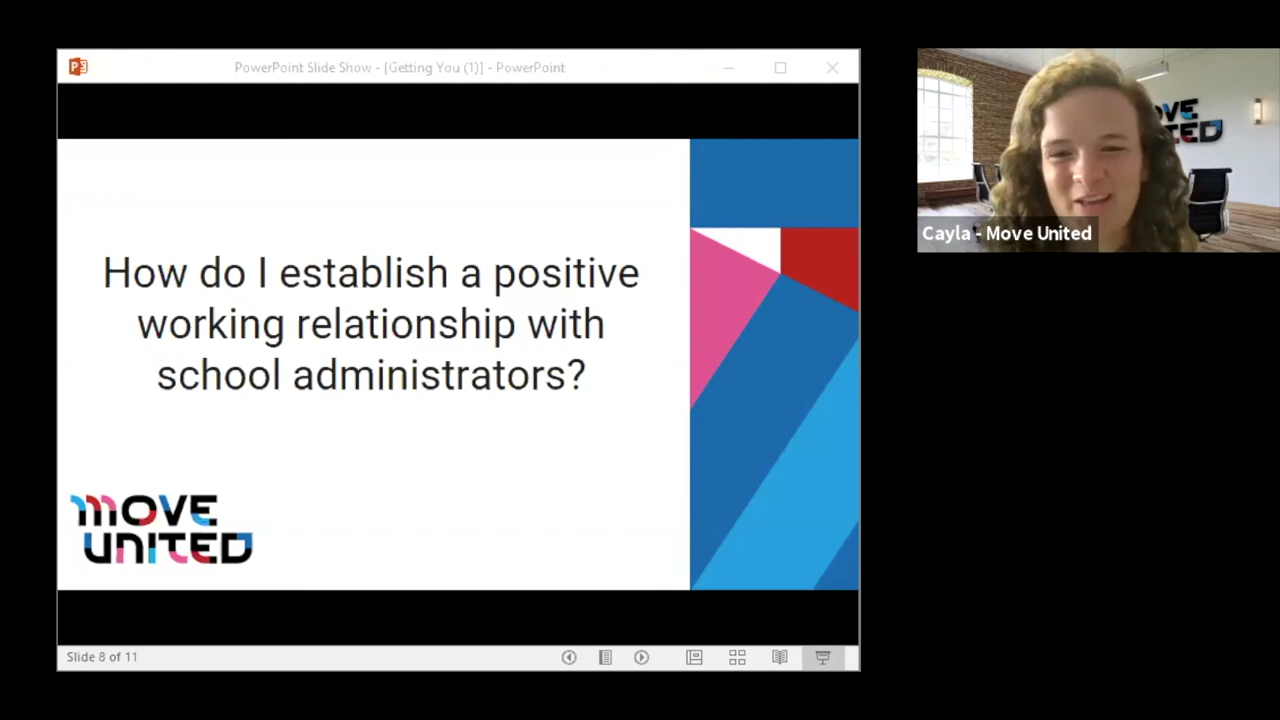 PowerPoint Slide Show - [Getting You (1)] - PowerPoint
How do I establish a positive
working relationship with
school administrators?
MOVE
UNITED
Slide 8 of 11
Cayla - Move United